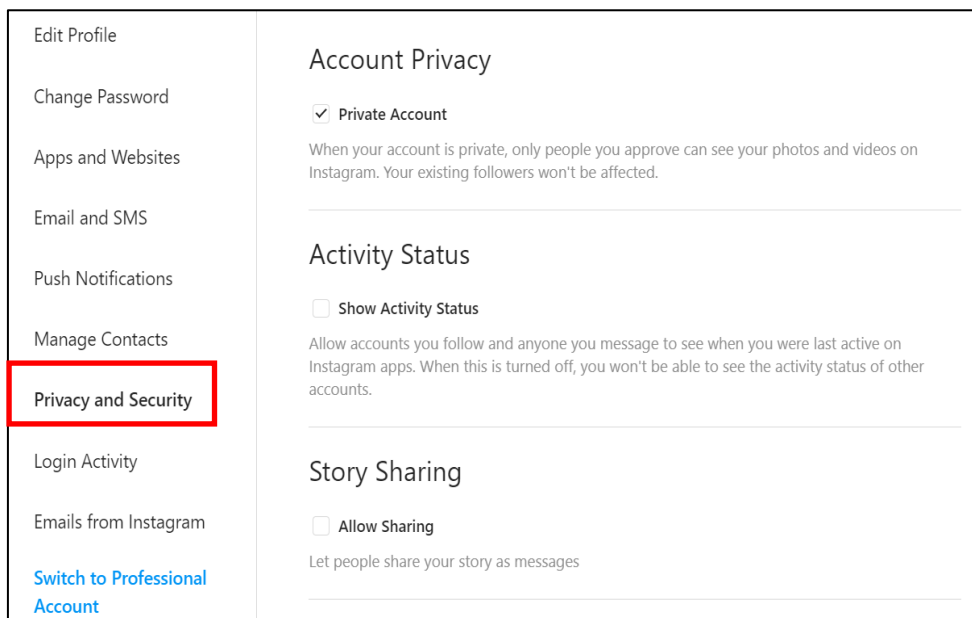 Edit Profile
Change Password
Apps and Websites
Email and SMS
Push Notifications
Manage Contacts
Privacy and Security
Login Activity
Emails from Instagram
Switch to Professional
Account
Account Privacy
Private Account
When your account is private, only people you approve can see your photos and videos on
Instagram. Your existing followers won't be affected.
Activity Status
Show Activity Status
Allow accounts you follow and anyone you message to see when you were last active on
Instagram apps. When this is turned off, you won't be able to see the activity status of other
accounts.
Story Sharing
Allow Sharing
Let people share your story as messages